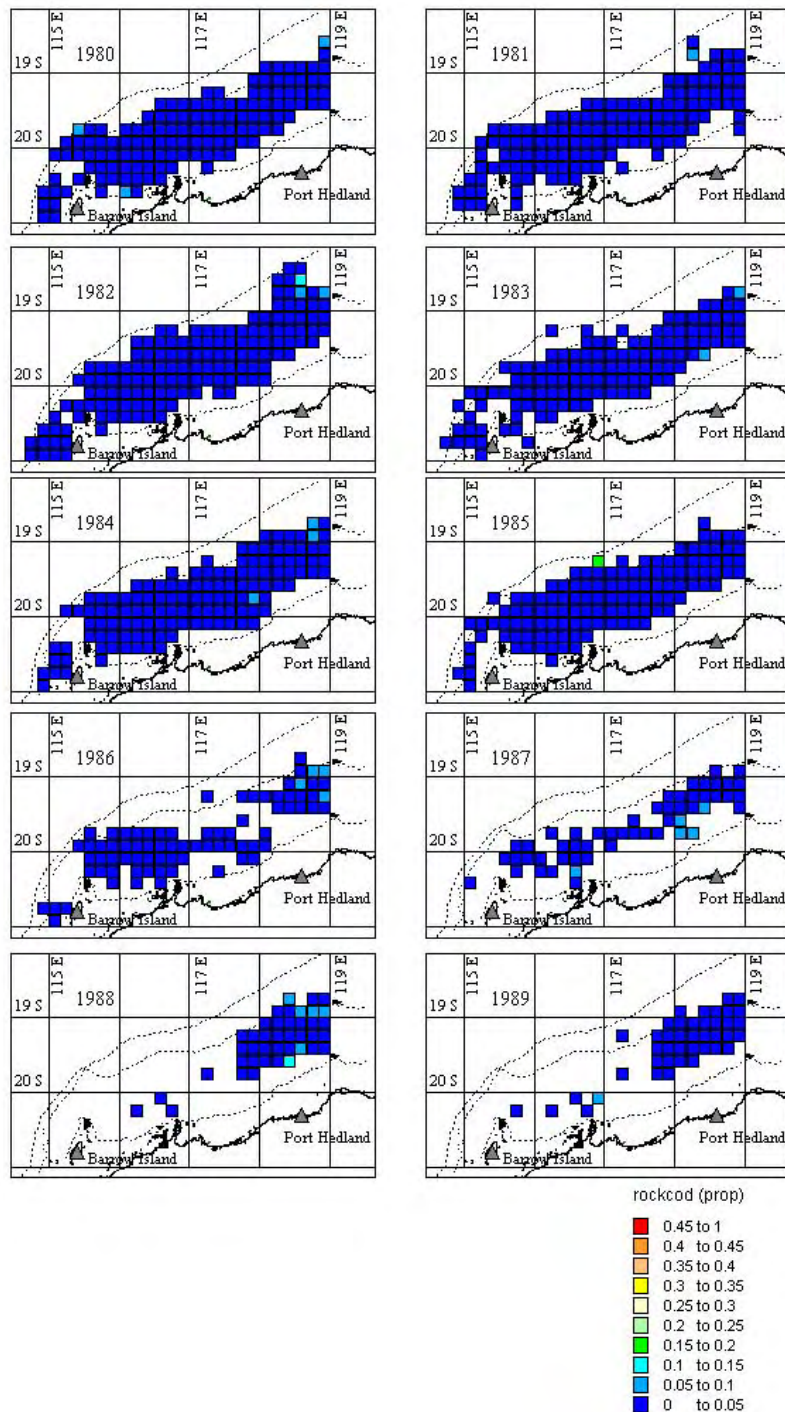 115 E
117 E
119 E
19 S
1980
20 S
Port Hedland
Barrow Island
115 E
117 E
119 E
19 S
1981
20 S
Port Hedland
Barrow Island
115 E
117 E
119 E
19 S
1982
20 S
Port Hedland
Barrow Island
115 E
117 E
119 E
19 S
1983
20 S
Port Hedland
Barrow Island
115 E
117 E
119 E
19 S
1984
20 S
Port Hedland
Barrow Island
115 E
117 E
119 E
19 S
1985
20 S
Port Hedland
Barrow Island
115 E
117 E
119 E
19 S
1986
20 S
Port Hedland
Barrow Island
115 E
117 E
119 E
19 S
1987
20 S
Port Hedland
Barrow Island
115 E
117 E
119 E
19 S
1988
20 S
Port Hedland
Barrow Island
115 E
117 E
119 E
19 S
1989
20 S
Port Hedland
Barrow Island
rockcod (prop)
0.45 to 1
0.4 to 0.45
0.35 to 0.4
0.3 to 0.35
0.25 to 0.3
0.2 to 0.25
0.15 to 0.2
0.1 to 0.15
0.05 to 0.1
0 to 0.05